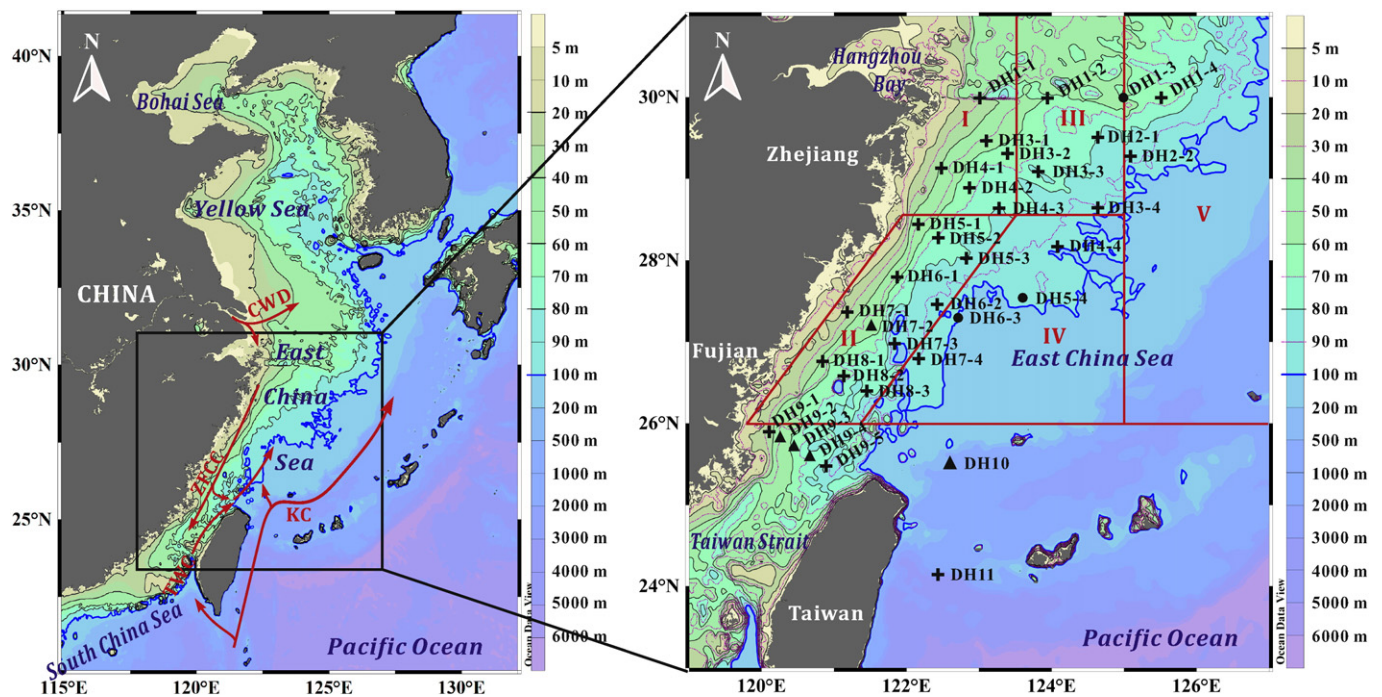 40°N
35°N
30°N
25°N
115°E
120°E
125°E
130°E
N
Bohai Sea
Yellow Sea
CHINA
CWD
East
China
Sea
ZFCC
KC
South China Sea
Pacific Ocean
5 m
10 m
20 m
30 m
40 m
50 m
60 m
70 m
80 m
90 m
100 m
200 m
500 m
1000 m
2000 m
3000 m
4000 m
5000 m
6000 m
Ocean Data View
30°N
28°N
26°N
24°N
120°E
122°E
124°E
126°E
N
Hangzhou
Bay
Zhejiang
Fujian
Taiwan Strait
Taiwan
East China Sea
Pacific Ocean
I
II
III
IV
V
DH1-1
DH1-2
DH1-3
DH1-4
DH2-1
DH2-2
DH3-1
DH3-2
DH3-3
DH3-4
DH4-1
DH4-2
DH4-3
DH4-4
DH5-1
DH5-2
DH5-3
DH5-4
DH6-1
DH6-2
DH6-3
DH7-1
DH7-2
DH7-3
DH7-4
DH8-1
DH8-2
DH8-3
DH9-1
DH9-2
DH9-3
DH9-4
DH9-5
DH10
DH11
5 m
10 m
20 m
30 m
40 m
50 m
60 m
70 m
80 m
90 m
100 m
200 m
500 m
1000 m
2000 m
3000 m
4000 m
5000 m
6000 m
Ocean Data View